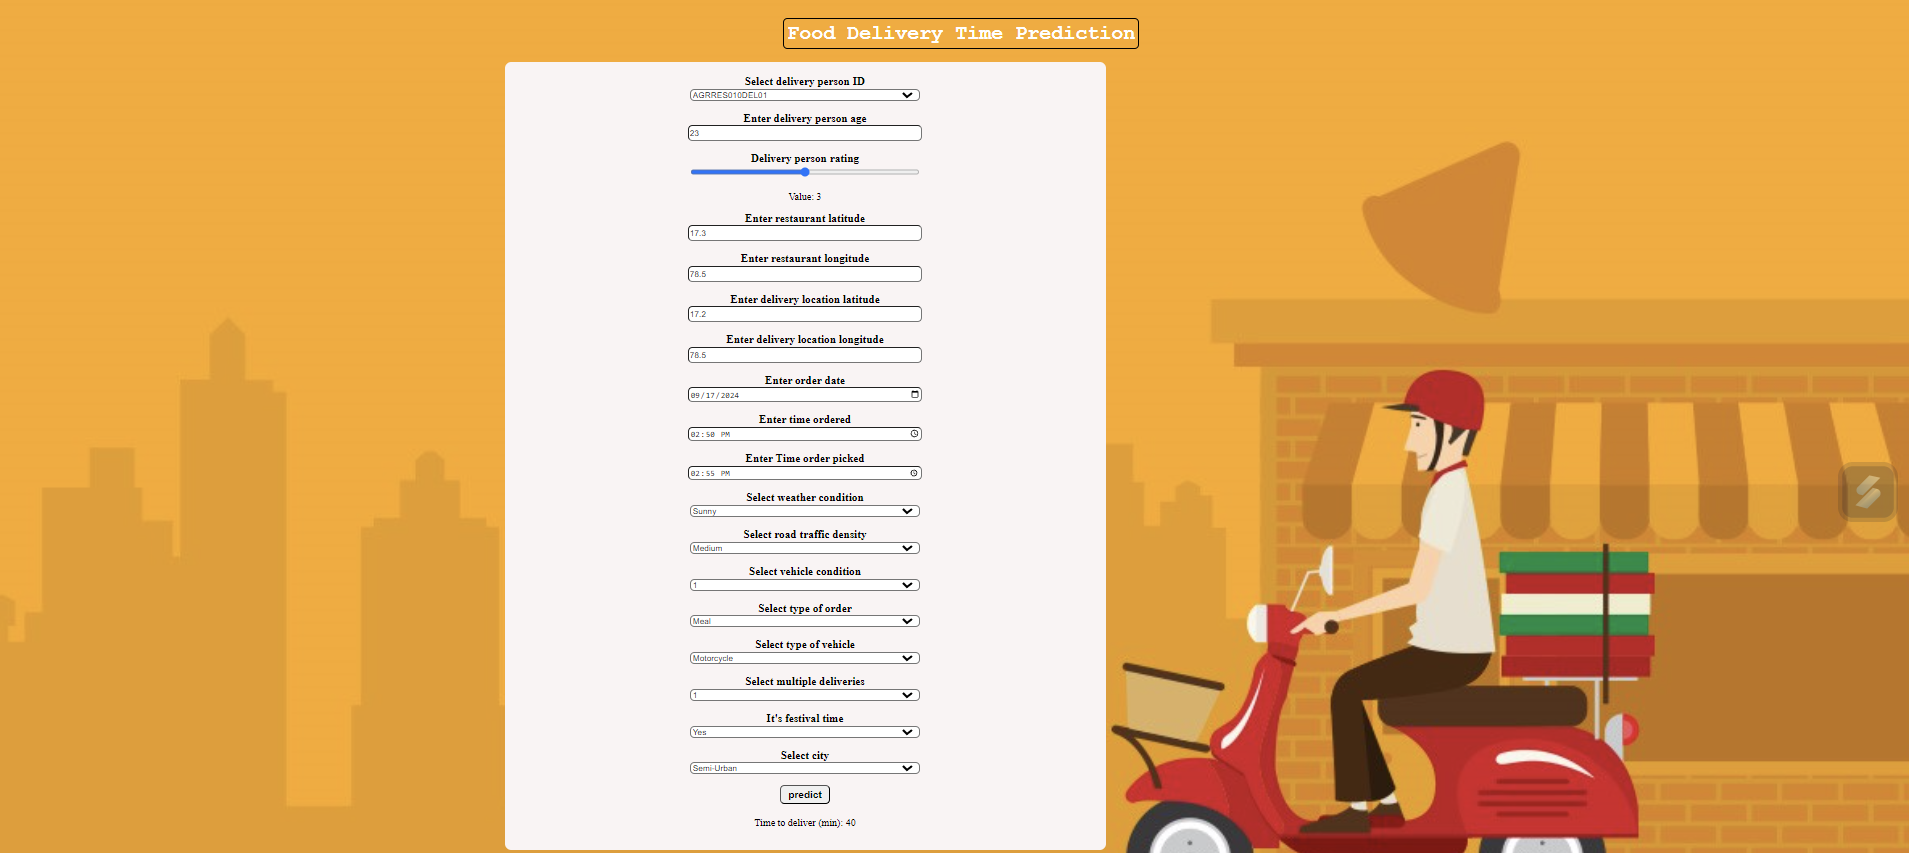 Food Delivery Time Prediction
Select delivery person ID
AGRRES010DEL01
Enter delivery person age
23
Delivery person rating
Value: 3
Enter restaurant latitude
17.3
Enter restaurant longitude
78.5
Enter delivery location latitude
17.2
Enter delivery location longitude
78.5
Enter order date
09/17/2024
Enter time ordered
02:50 PM
Enter Time order picked
02:55 PM
Select weather condition
Sunny
Select road traffic density
Medium
Select vehicle condition
1
Select type of order
Meal
Select type of vehicle
Motorcycle
Select multiple deliveries
1
It's festival time
Yes
Select city
Semi-Urban
predict
Time to deliver (min): 40